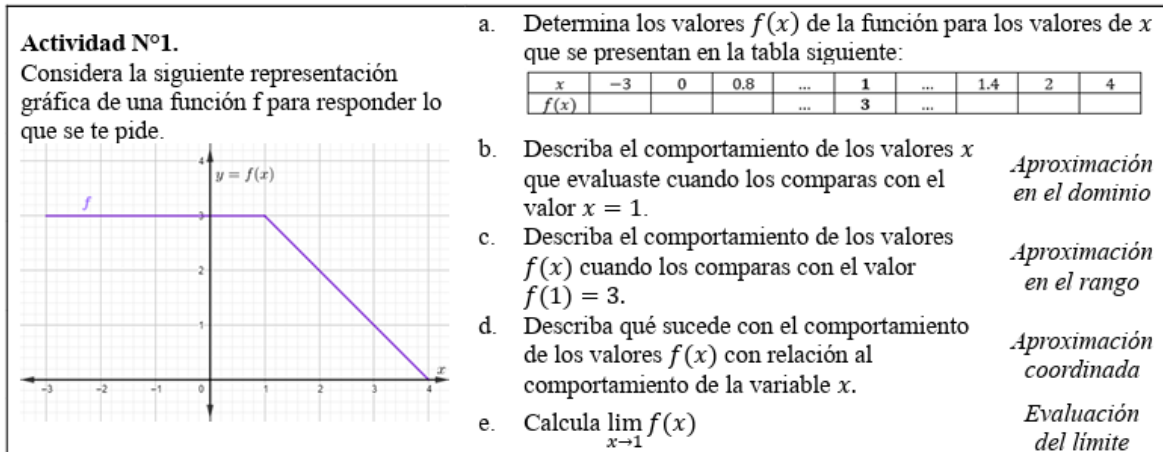 Actividad N°1.
Considera la siguiente representación
gráfica de una función f para responder lo
que se te pide.
4
y = f(x)
f
3
2
1
x
-3 -2 -1 0 1 2 3 4
a. Determina los valores f(x) de la función para los valores de x
que se presentan en la tabla siguiente:
x −3 0 0.8 ... 1 ... 1.4 2 4
f(x) ... 3 ...
b. Describa el comportamiento de los valores x
que evaluaste cuando los comparas con el
valor x = 1.
Aproximación
en el dominio
c. Describa el comportamiento de los valores
f(x) cuando los comparas con el valor
f(1) = 3.
Aproximación
en el rango
d. Describa qué sucede con el comportamiento
de los valores f(x) con relación al
comportamiento de la variable x.
Aproximación
coordinada
e. Calcula lim f(x)
x→1
Evaluación
del límite